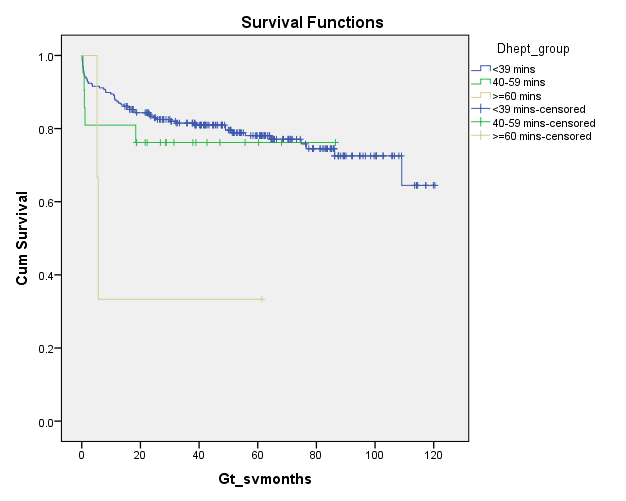 Survival Functions
Dhept_group
<39 mins
40-59 mins
>=60 mins
<39 mins-censored
40-59 mins-censored
>=60 mins-censored
Cum Survival
1.0
0.8
0.6
0.4
0.2
0.0
0 20 40 60 80 100 120
Gt_svmonths